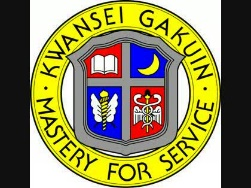 KWANSEI GAKUIN
MASTERY FOR SERVICE